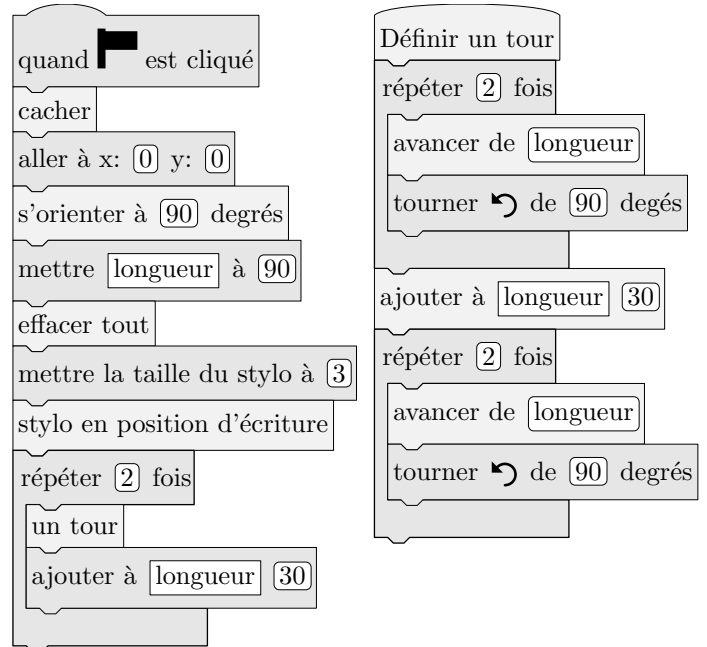 quand est cliqué
cacher
aller à x: 0 y: 0
s'orienter à 90 degrés
mettre longueur à 90
effacer tout
mettre la taille du stylo à 3
stylo en position d'écriture
répéter 2 fois
un tour
ajouter à longueur 30
Définir un tour
répéter 2 fois
avancer de longueur
tourner de 90 degés
ajouter à longueur 30
répéter 2 fois
avancer de longueur
tourner de 90 degrés